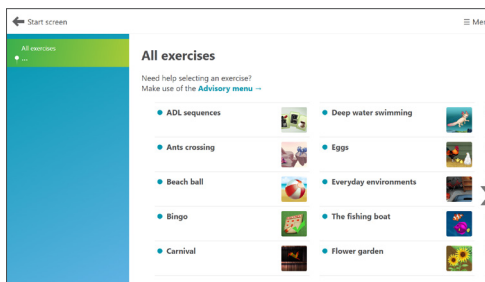 Start screen
☰ Men
All exercises
...
All exercises
Need help selecting an exercise?
Make use of the Advisory menu →
ADL sequences
Deep water swimming
Ants crossing
Eggs
Beach ball
Everyday environments
Bingo
The fishing boat
Carnival
Flower garden